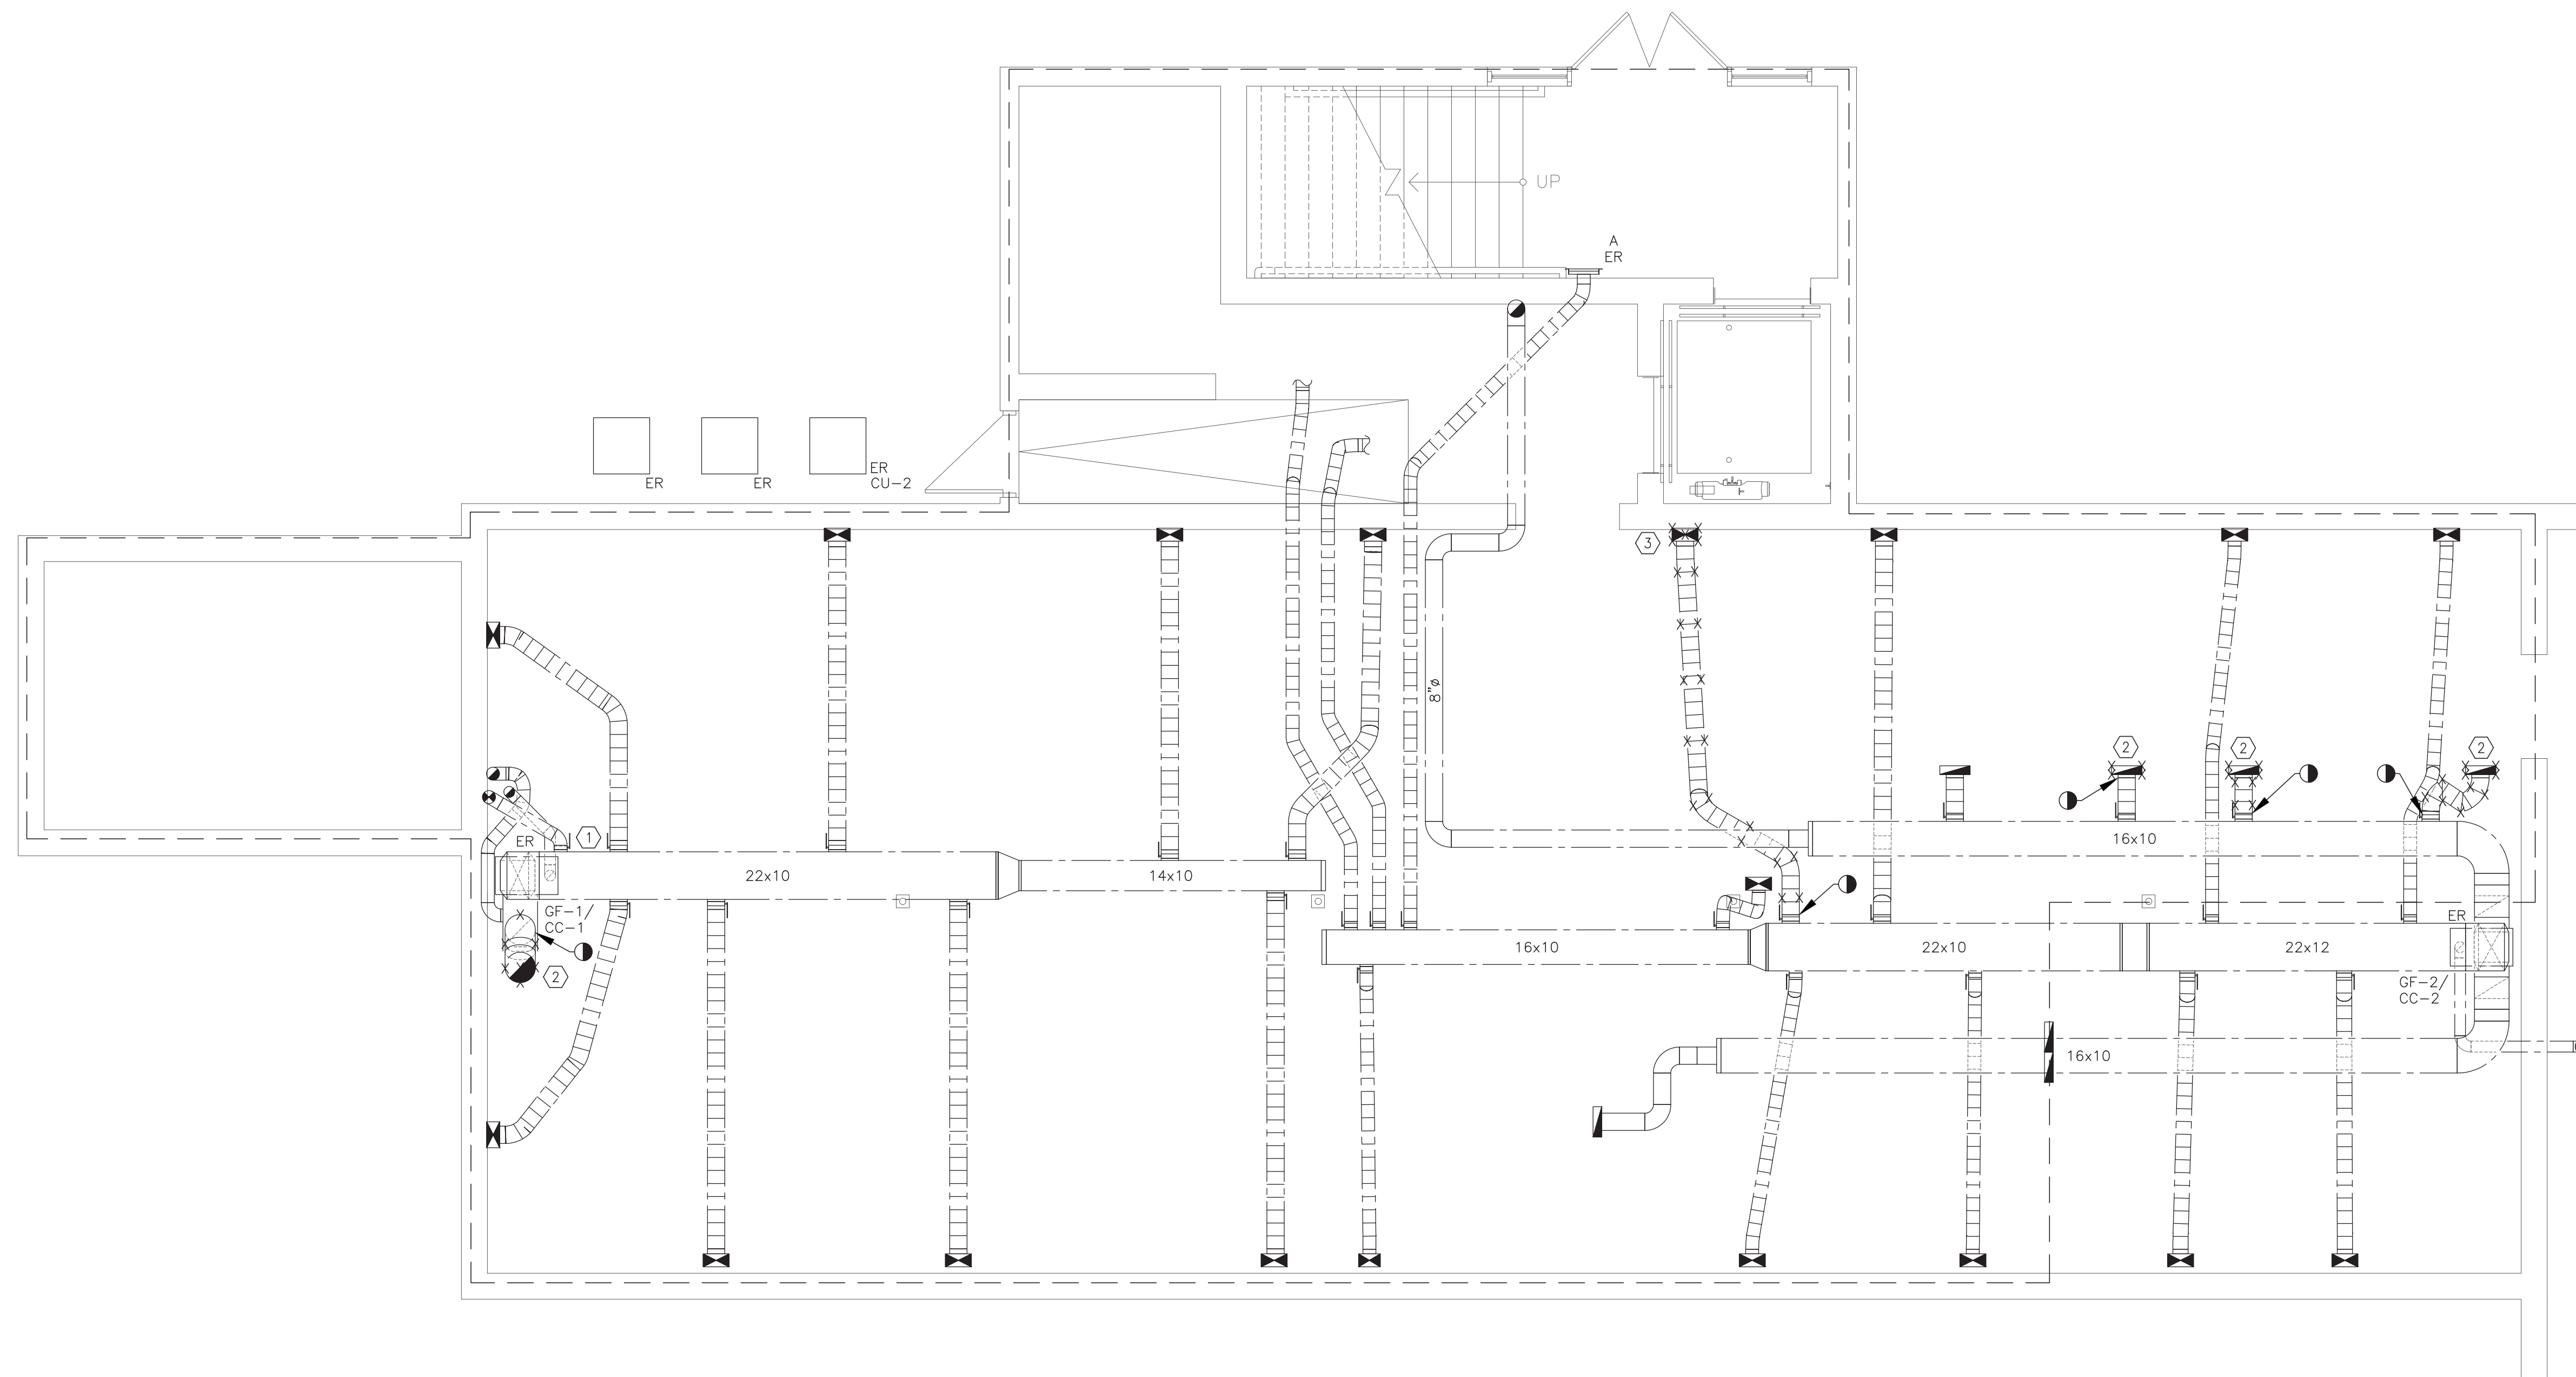 UP
A
ER
ER
ER
ER
CU-2
3
8"ø
2
2
2
1
ER
16x10
22x10
14x10
GF-1/
CC-1
2
ER
16x10
22x10
22x12
GF-2/
CC-2
16x10